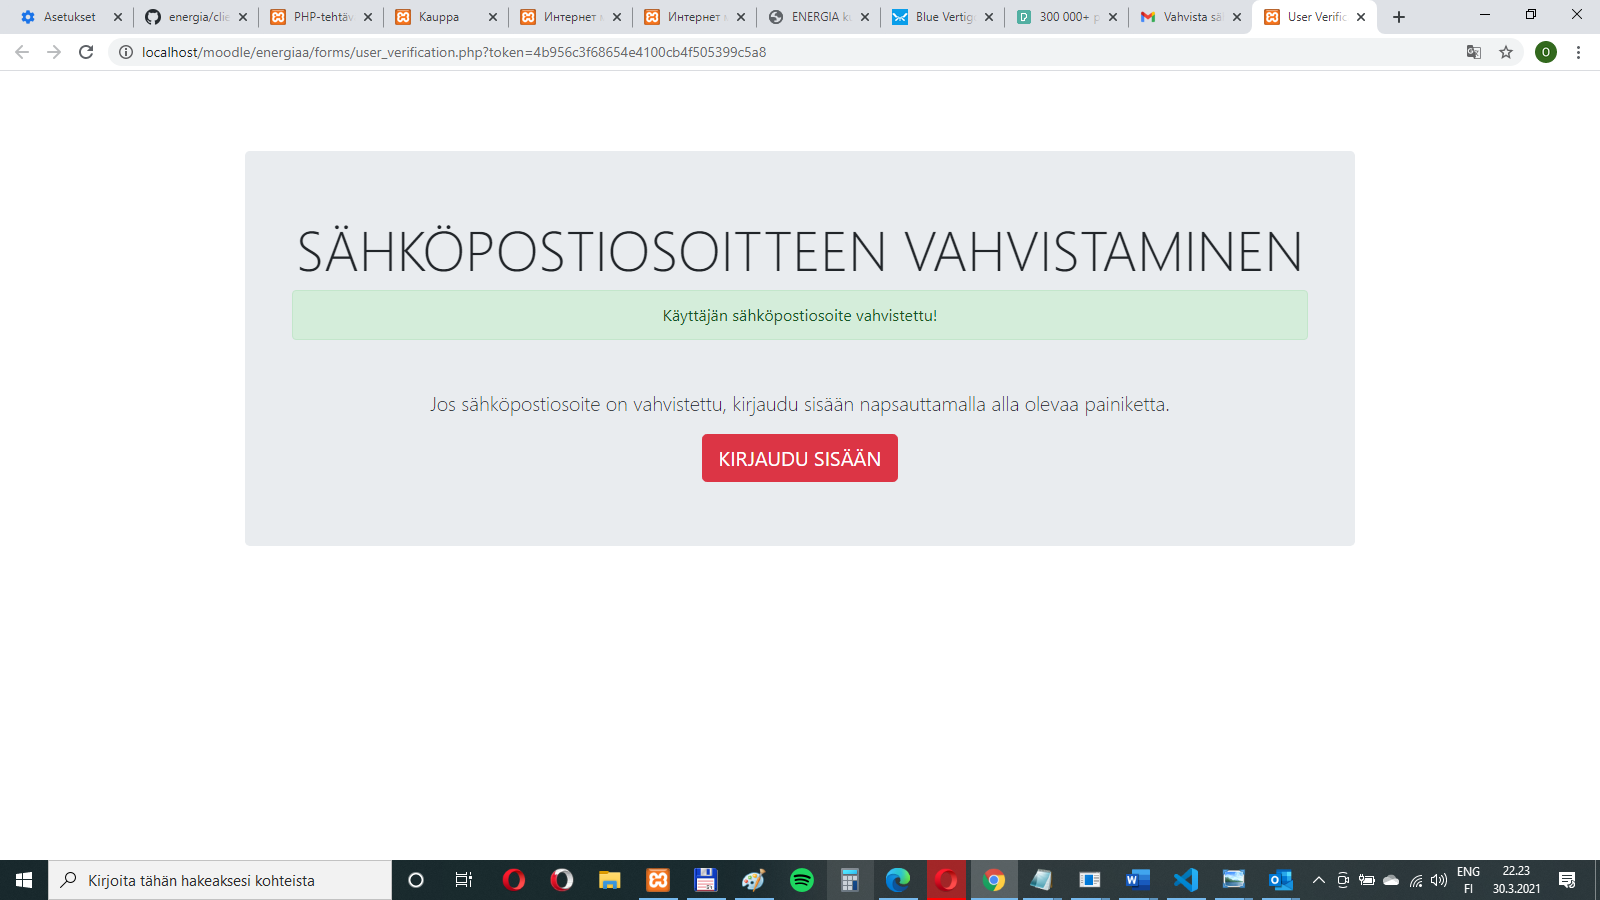 Asetukset
energia/clie
PHP-tehtäv
Kauppa
Интернет
Интернет
ENERGIA k
Blue Vertig
300 000+ p
Vahvista sä
User Verific
localhost/moodle/energiaa/forms/user_verification.php?token=4b956c3f68654e4100cb4f505399c5a8
O
SÄHKÖPOSTIOSOITTEEN VAHVISTAMINEN
Käyttäjän sähköpostiosoite vahvistettu!
Jos sähköpostiosoite on vahvistettu, kirjaudu sisään napsauttamalla alla olevaa painiketta.
KIRJAUDU SISÄÄN
Kirjoita tähän hakeaksesi kohteista
ENG
FI
22.23
30.3.2021